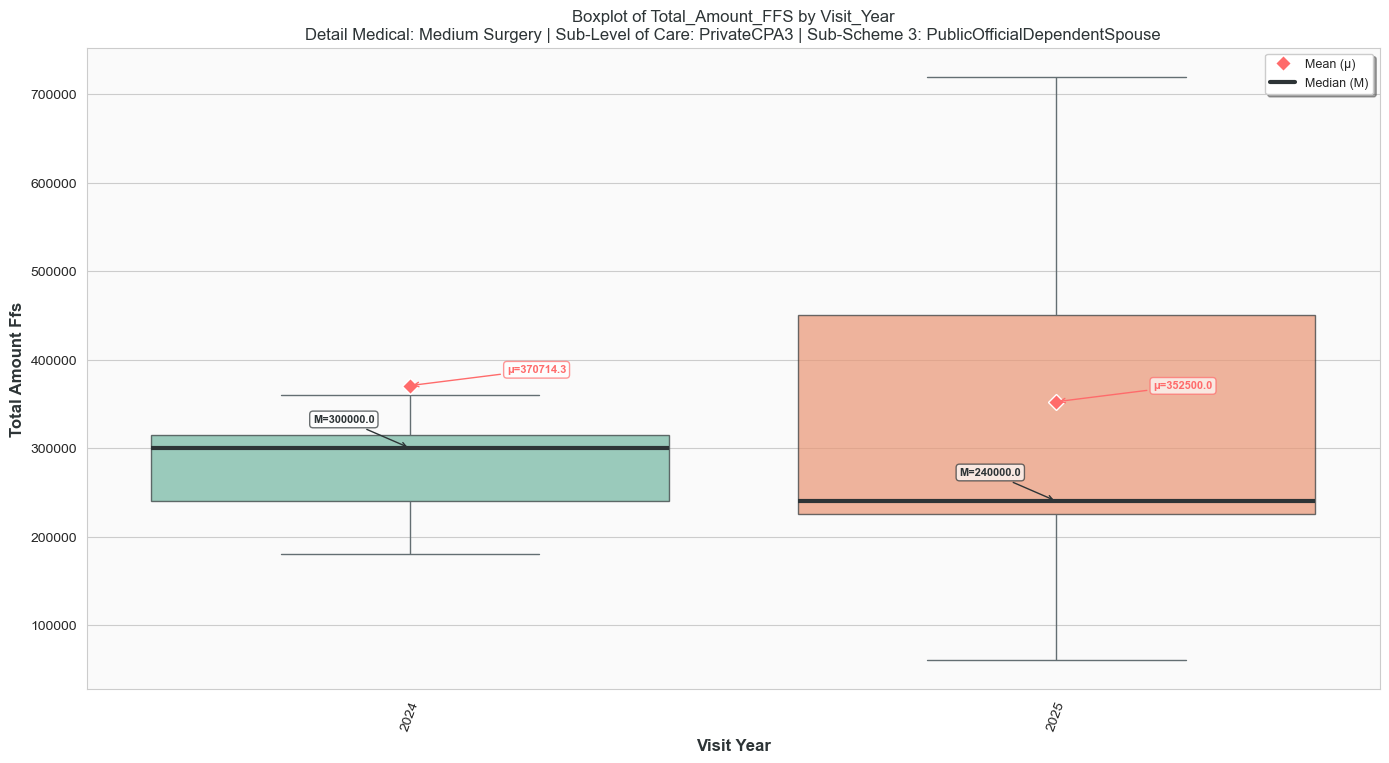 Boxplot of Total_Amount_FFS by Visit_Year
Detail Medical: Medium Surgery | Sub-Level of Care: PrivateCPA3 | Sub-Scheme 3: PublicOfficialDependentSpouse
Mean (μ)
Median (M)
Total Amount Ffs
700000
600000
500000
400000
300000
200000
100000
μ=370714.3
M=300000.0
μ=352500.0
M=240000.0
2024
2025
Visit Year